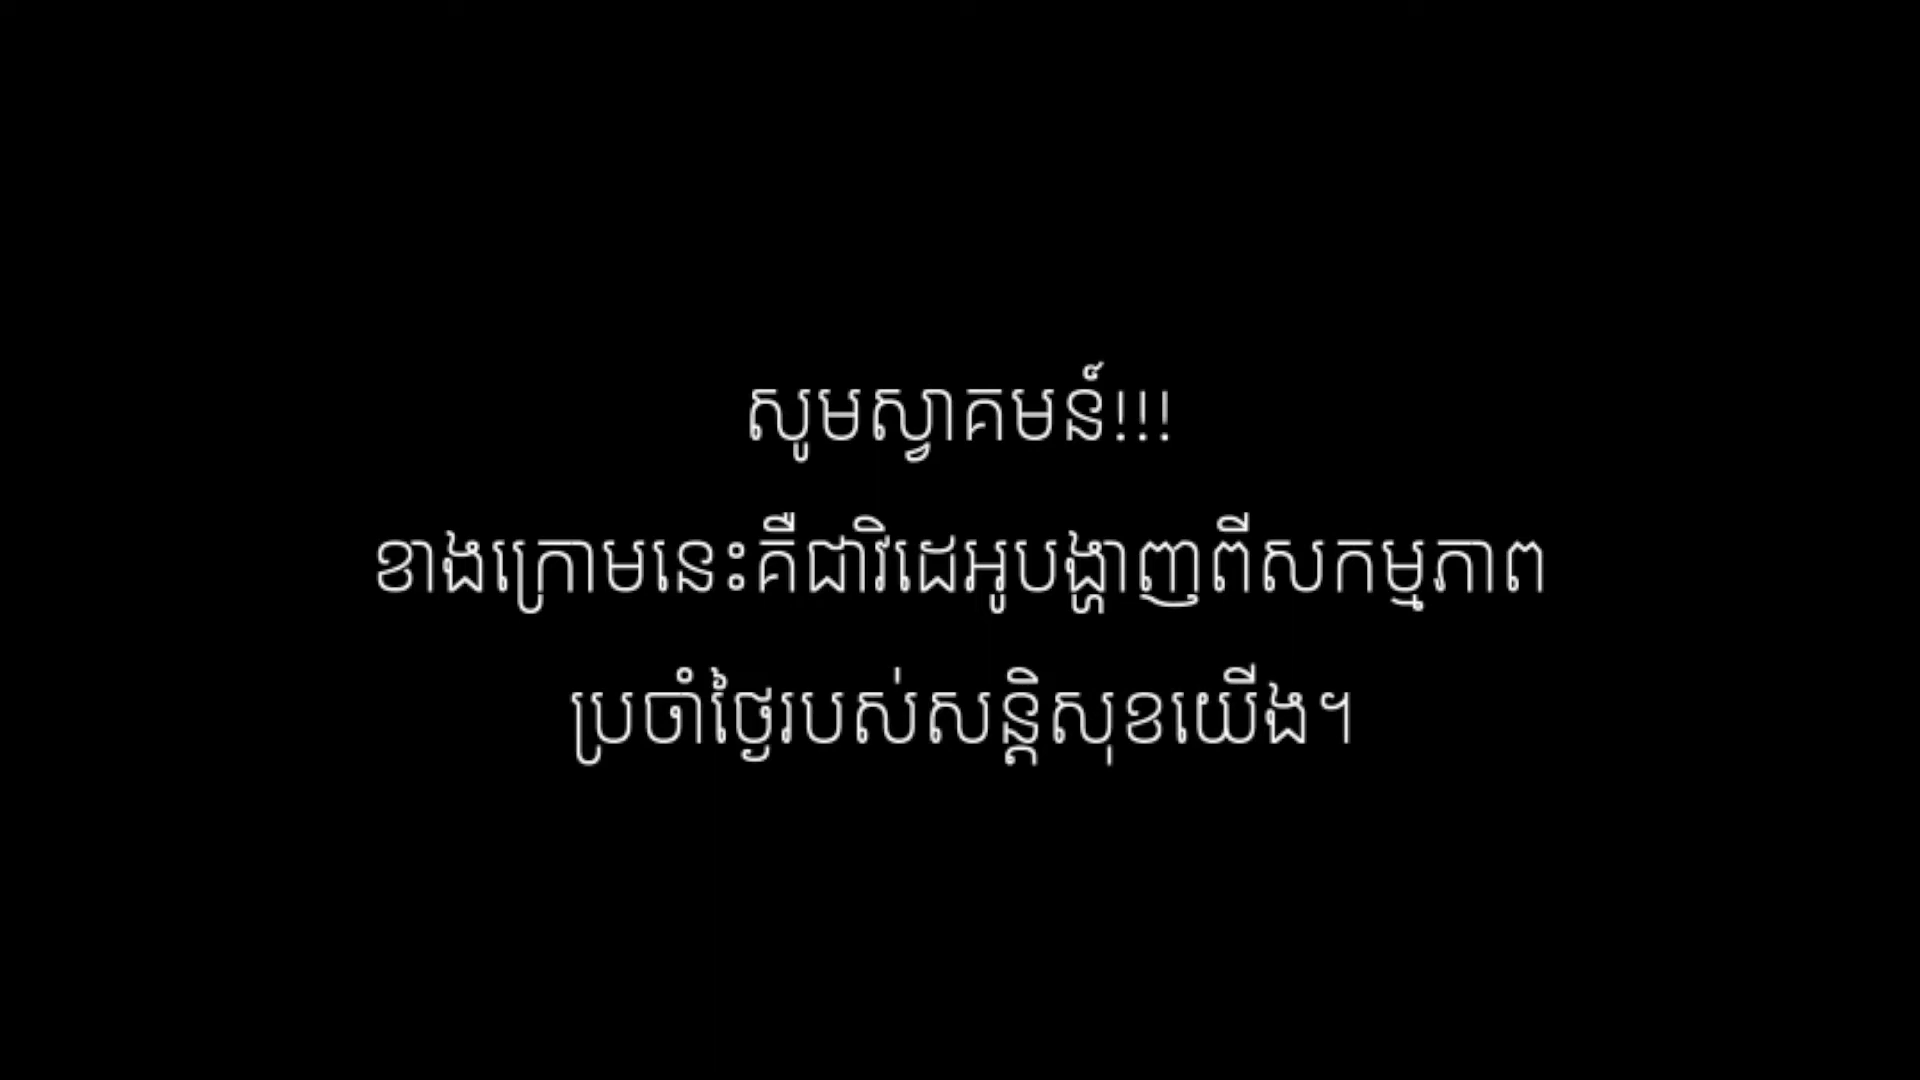 សូមស្វាគមន៍!!!
ខាងក្រោមនេះគឺជាវិដេអូបង្ហាញពីសកម្មភាព
ប្រចាំថ្ងៃរបស់សន្តិសុខយើង។